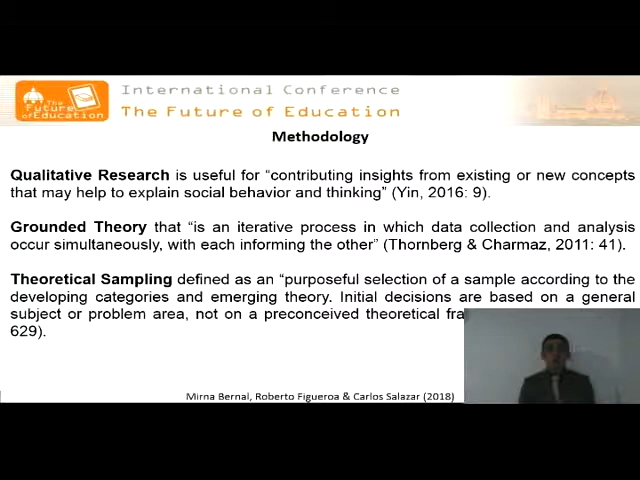 The
Future
of Education
International Conference
The Future of Education
Methodology
Qualitative Research is useful for “contributing insights from existing or new concepts
that may help to explain social behavior and thinking” (Yin, 2016: 9).
Grounded Theory that “is an iterative process in which data collection and analysis
occur simultaneously, with each informing the other” (Thornberg & Charmaz, 2011: 41).
Theoretical Sampling defined as an “purposeful selection of a sample according to the
developing categories and emerging theory. Initial decisions are based on a general
subject or problem area, not on a preconceived theoretical
629).
Mirna Bernal, Roberto Figueroa & Carlos Salazar (2018)